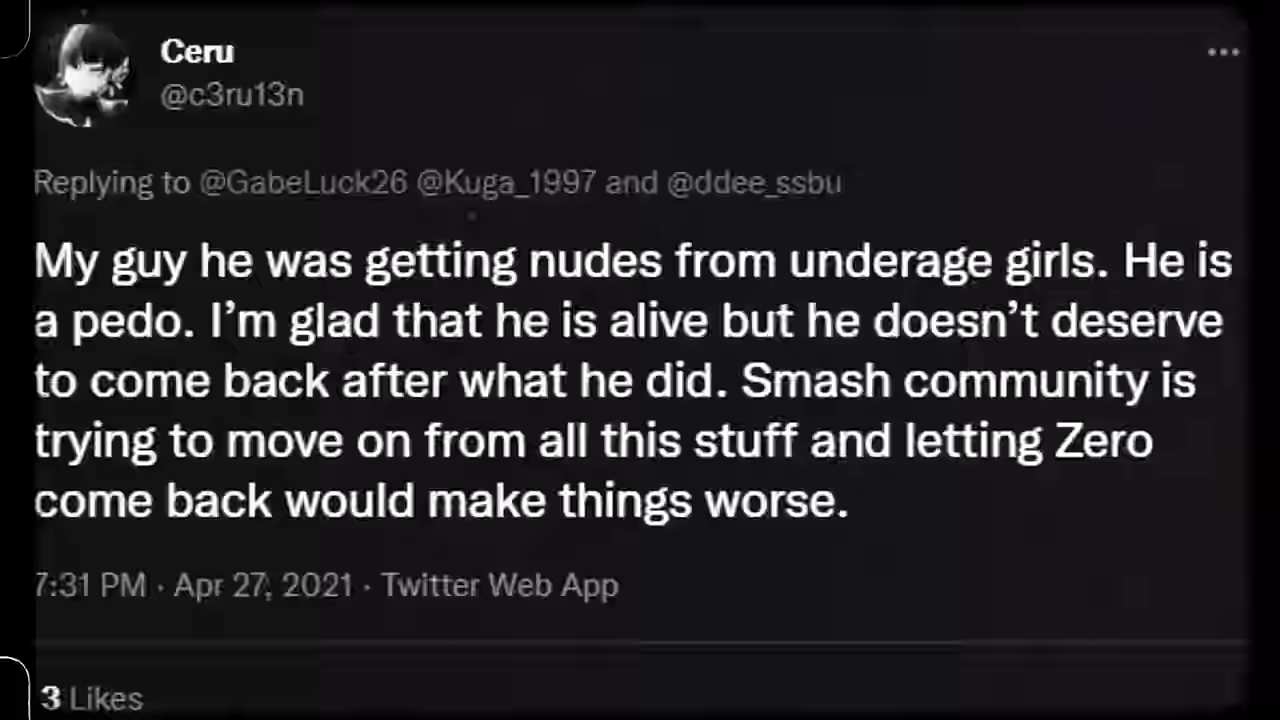 Ceru
@c3ru13n
Replying to @GabeLuck26 @Kuga_1997 and @ddee_ssbu
My guy he was getting nudes from underage girls. He is
a pedo. I'm glad that he is alive but he doesn't deserve
to come back after what he did. Smash community is
trying to move on from all this stuff and letting Zero
come back would make things worse.
7:31 PM · Apr 27, 2021 · Twitter Web App
3 Likes